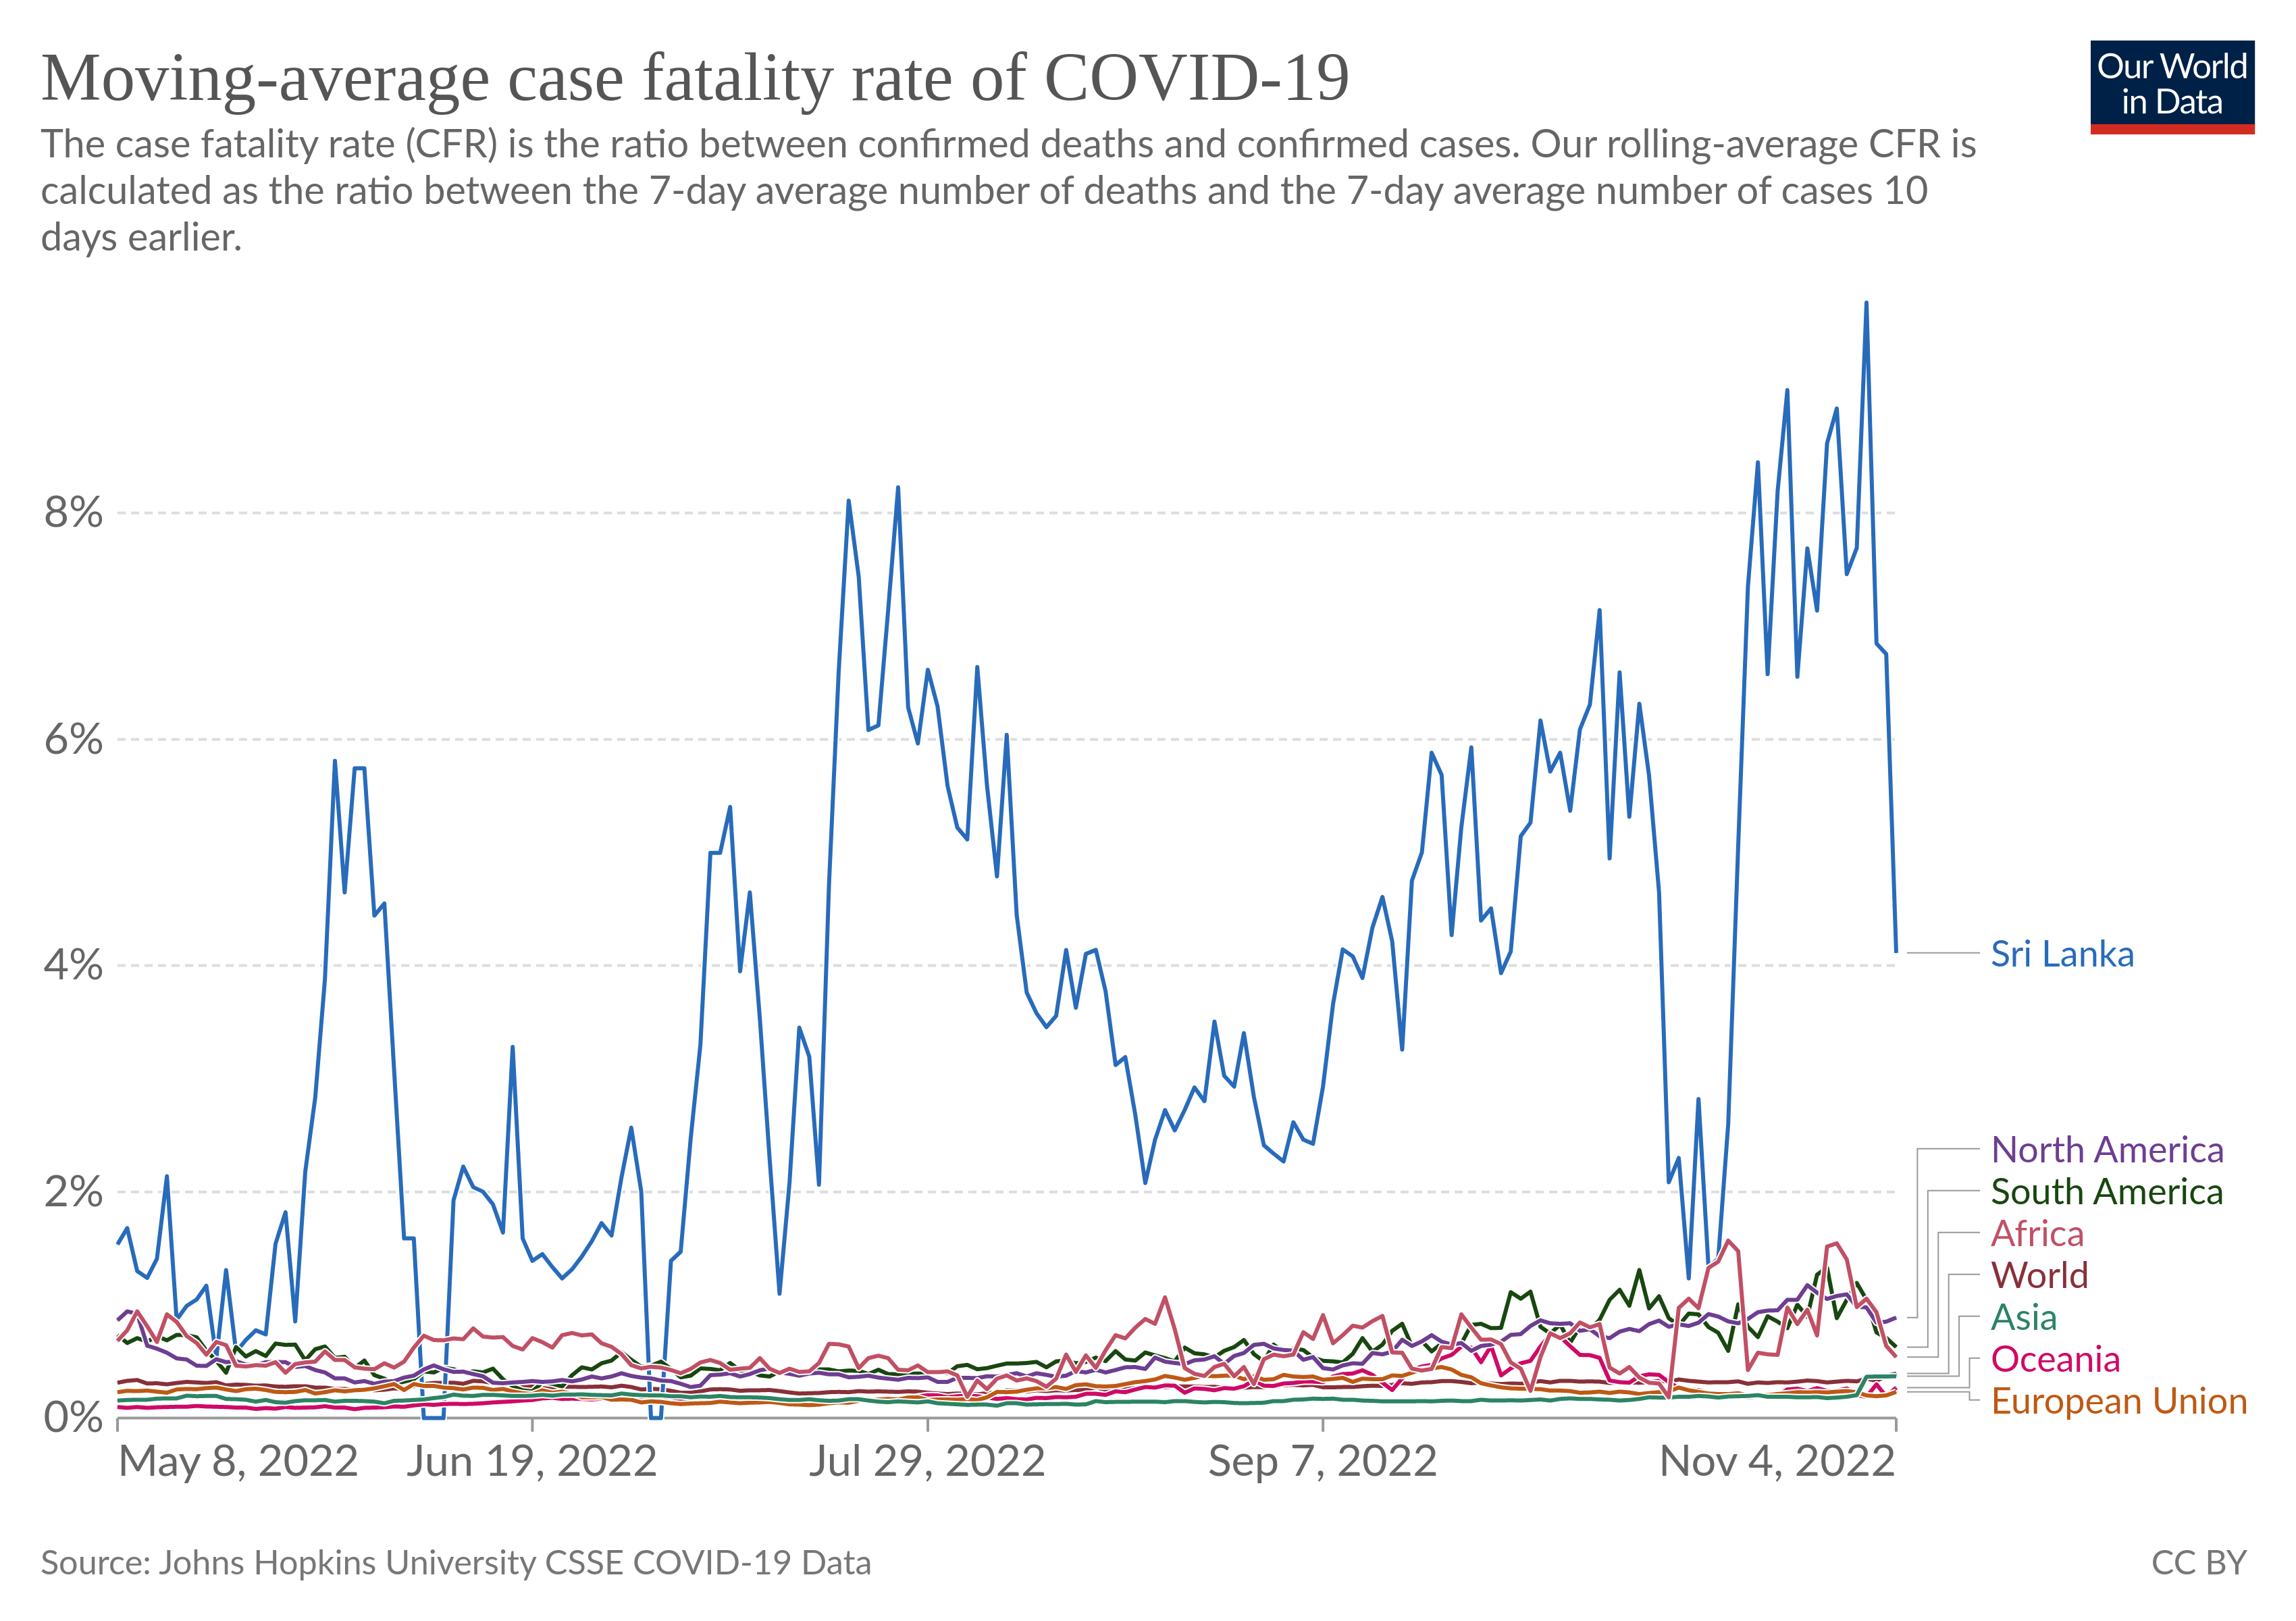 Moving-average case fatality rate of COVID-19
Our World
in Data
The case fatality rate (CFR) is the ratio between confirmed deaths and confirmed cases. Our rolling-average CFR is
calculated as the ratio between the 7-day average number of deaths and the 7-day average number of cases 10
days earlier.
8%
6%
4%
2%
0%
Sri Lanka
North America
South America
Africa
World
Asia
Oceania
European Union
May 8, 2022
Jun 19, 2022
Jul 29, 2022
Sep 7, 2022
Nov 4, 2022
Source: Johns Hopkins University CSSE COVID-19 Data
CC BY